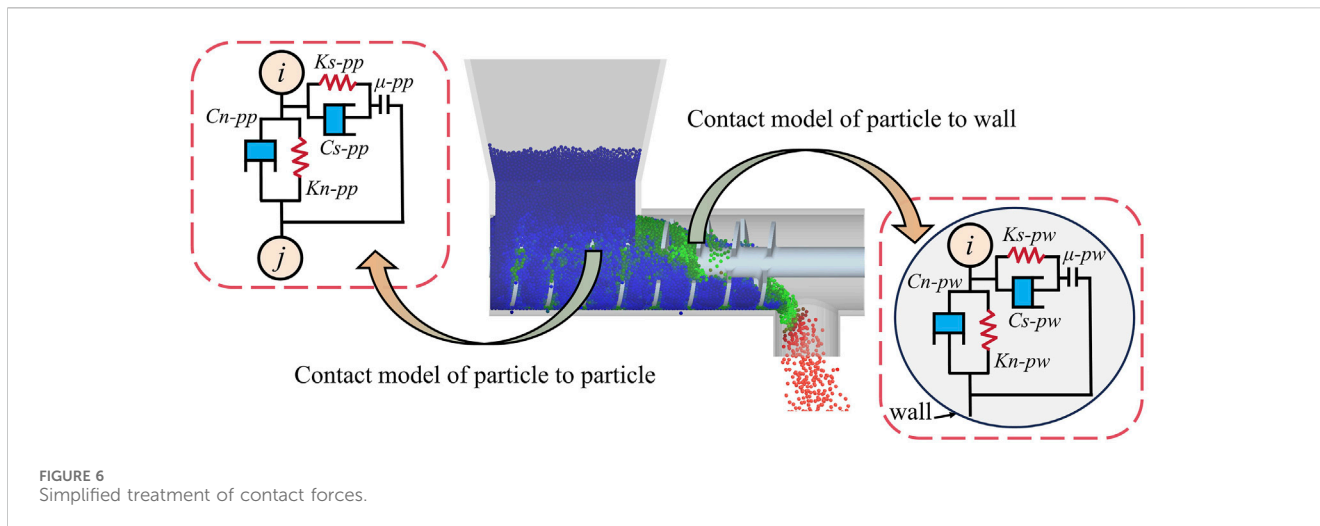 i
Ks-pp
μ-pp
Cn-pp
Cs-pp
Kn-pp
j
Contact model of particle to particle
Contact model of particle to wall
i
Ks-pw
μ-pw
Cn-pw
Cs-pw
Kn-pw
wall
FIGURE 6
Simplified treatment of contact forces.